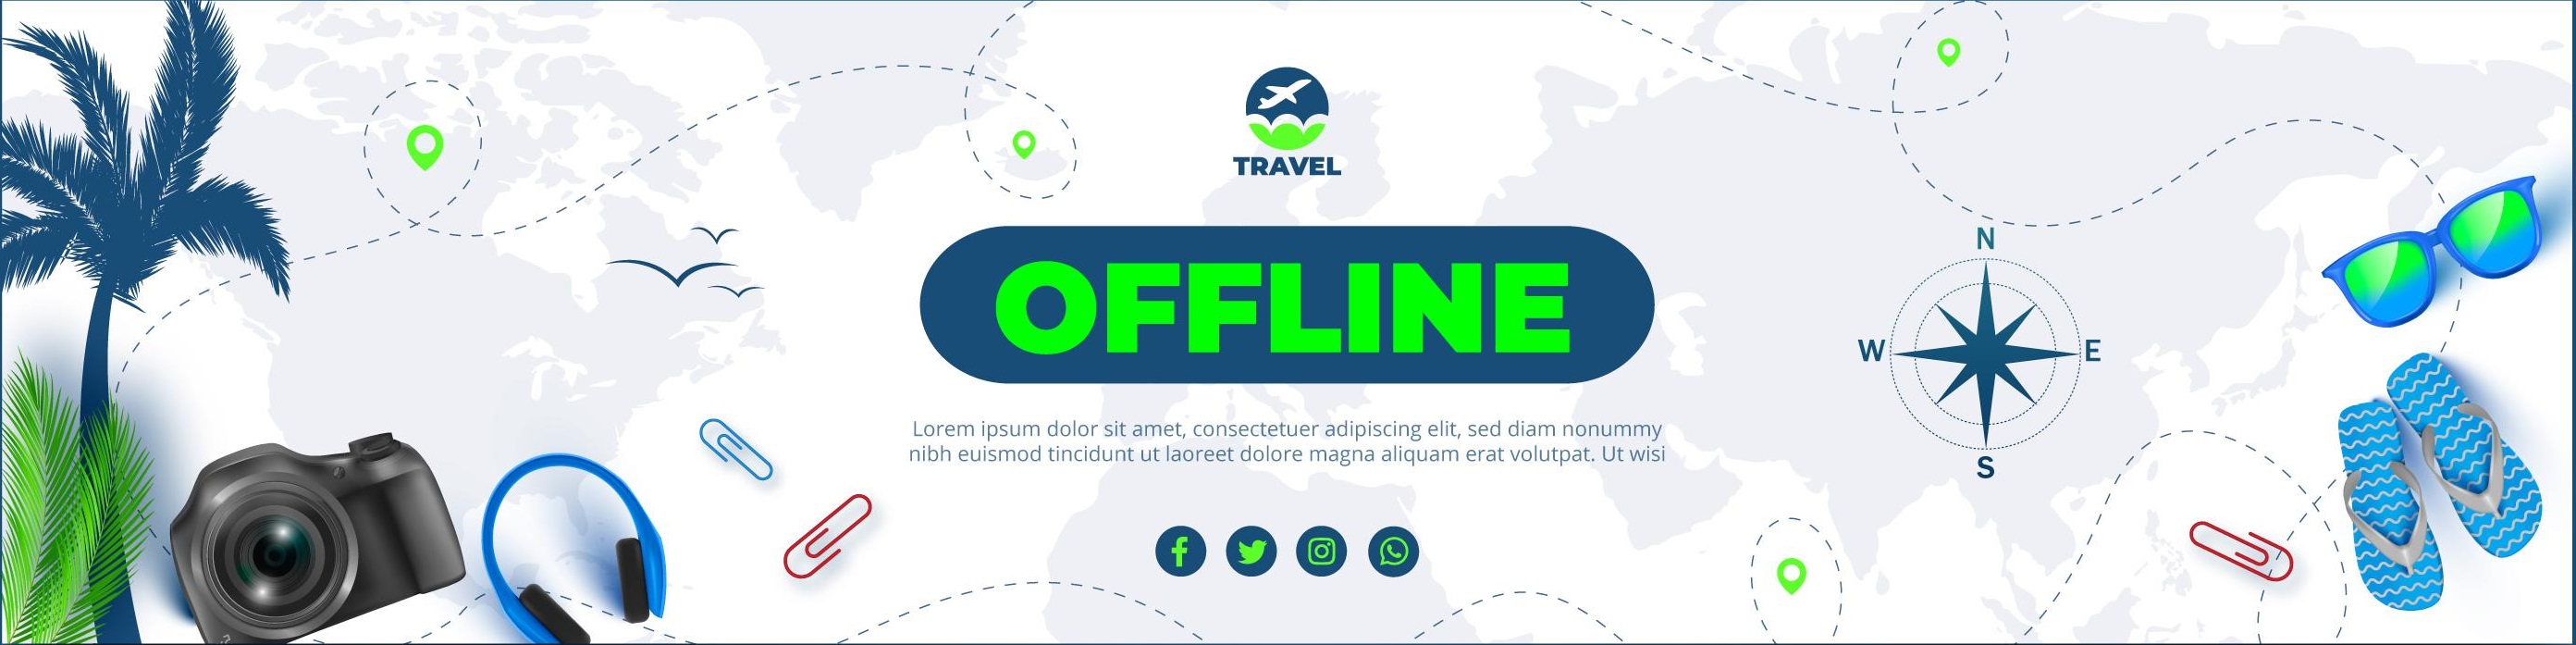 TRAVEL
OFFLINE
N
W E
S
Lorem ipsum dolor sit amet, consectetuer adipiscing elit, sed diam nonummy
nibh euismod tincidunt ut laoreet dolore magna aliquam erat volutpat. Ut wisi